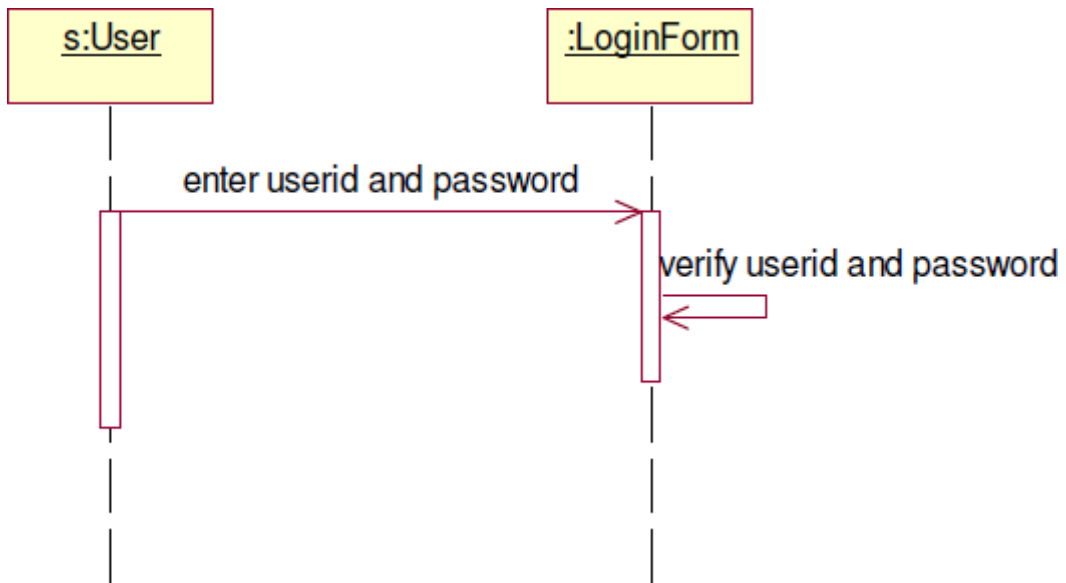 s:User
:LoginForm
enter userid and password
verify userid and password